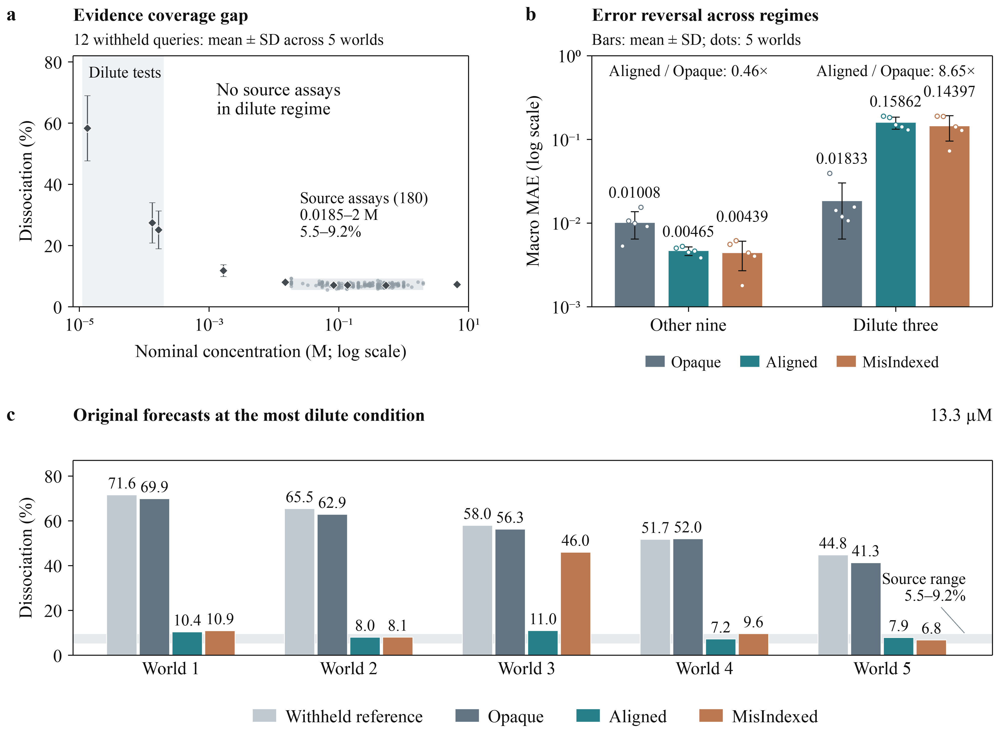 a
Evidence coverage gap
12 withheld queries: mean ± SD across 5 worlds
80
60
40
20
0
Dissociation (%)
Dilute tests
No source assays
in dilute regime
Source assays (180)
0.0185–2 M
5.5–9.2%
10⁻⁵
10⁻³
10⁻¹
10¹
Nominal concentration (M; log scale)
b
Error reversal across regimes
Bars: mean ± SD; dots: 5 worlds
10⁰
10⁻¹
10⁻²
10⁻³
Macro MAE (log scale)
Aligned / Opaque: 0.46×
Aligned / Opaque: 8.65×
0.01008
0.00465
0.00439
0.01833
0.15862
0.14397
Other nine
Dilute three
Opaque
Aligned
MisIndexed
c
Original forecasts at the most dilute condition
13.3 µM
80
60
40
20
0
Dissociation (%)
71.6
69.9
10.4
10.9
65.5
62.9
8.0
8.1
58.0
56.3
11.0
46.0
51.7
52.0
7.2
9.6
44.8
41.3
7.9
6.8
Source range
5.5–9.2%
World 1
World 2
World 3
World 4
World 5
Withheld reference
Opaque
Aligned
MisIndexed